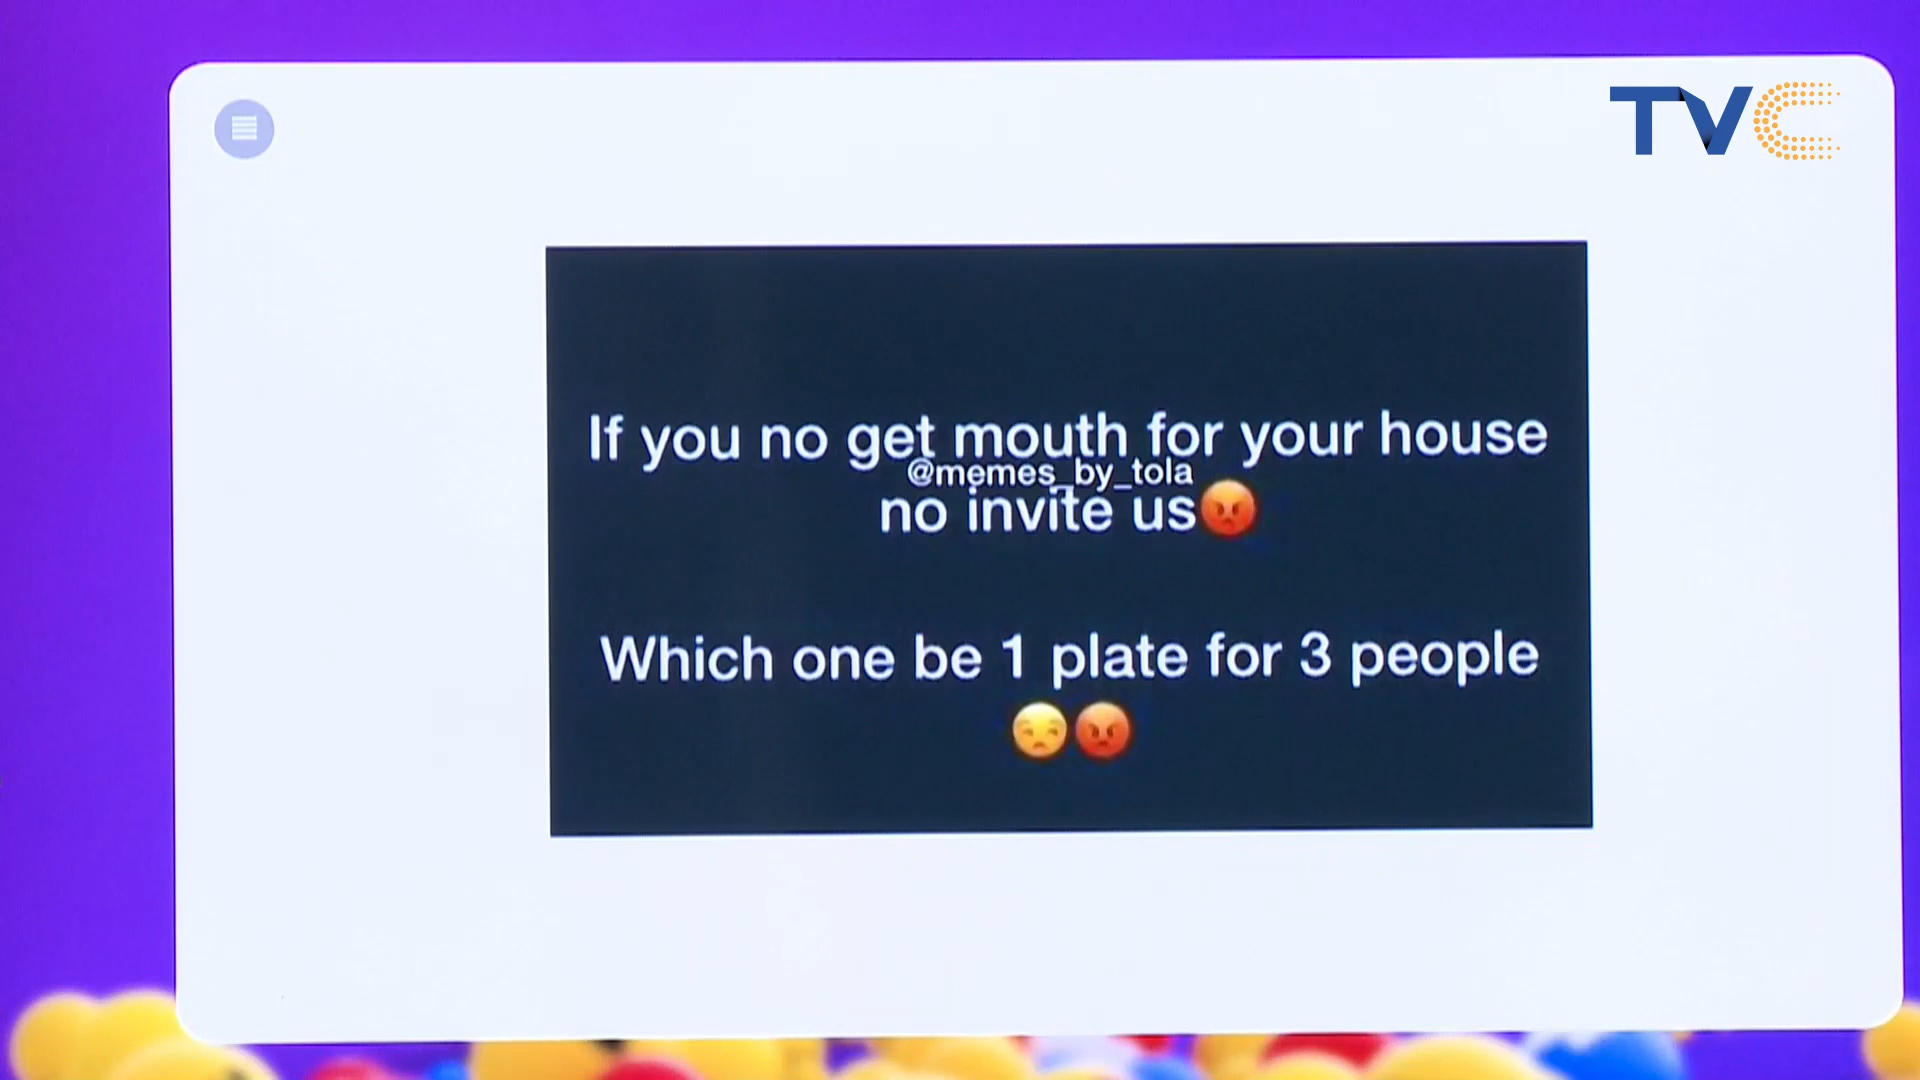 TVC
If you no get mouth for your house
@memes_by_tola
no invite us😡
Which one be 1 plate for 3 people
😒😡